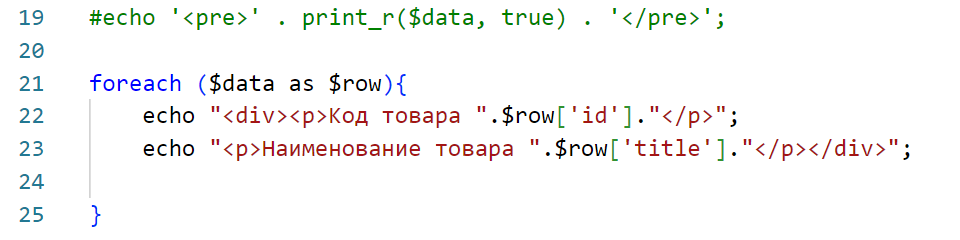 19 #echo '<pre>' . print_r($data, true) . '</pre>';
20
21 foreach ($data as $row){
22 echo "<div><p>Код товара ".$row['id']."</p>";
23 echo "<p>Наименование товара ".$row['title']."</p></div>";
24
25 }